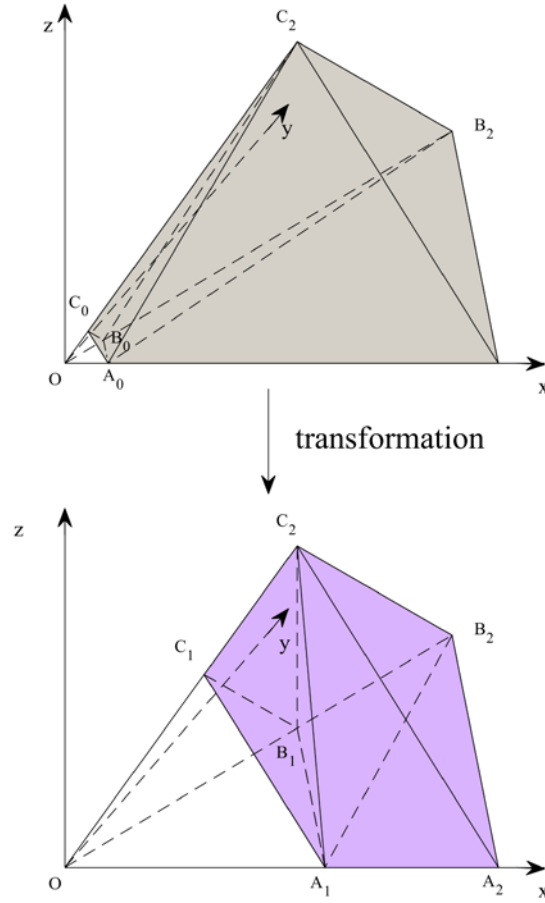 C₂
z
y
B₂
C₀
B₀
O
A₀
x
transformation
C₂
z
B₂
C₁
y
B₁
O
A₁
A₂
x